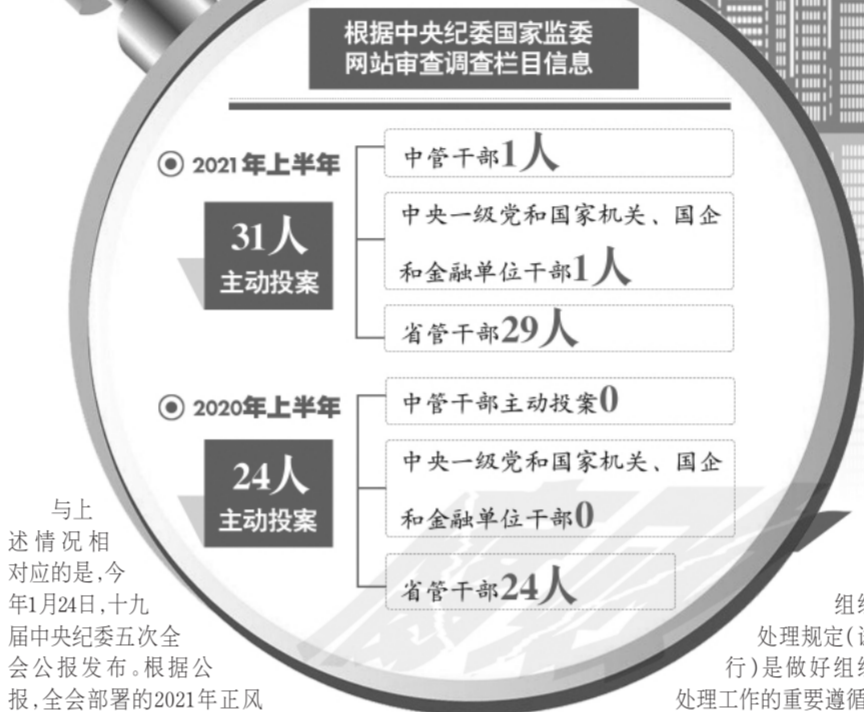 根据中央纪委国家监委
网站审查调查栏目信息
2021年上半年
31人
主动投案
中管干部1人
中央一级党和国家机关、国企
和金融单位干部1人
省管干部29人
2020年上半年
24人
主动投案
中管干部主动投案0
中央一级党和国家机关、国企
和金融单位干部0
省管干部24人
与上
述情况相
对应的是,今
年1月24日,十九
届中央纪委五次全
会公报发布。根据公
报,全会部署的2021年正风
组织
处理规定(试
行)是做好组织
处理工作的重要遵循